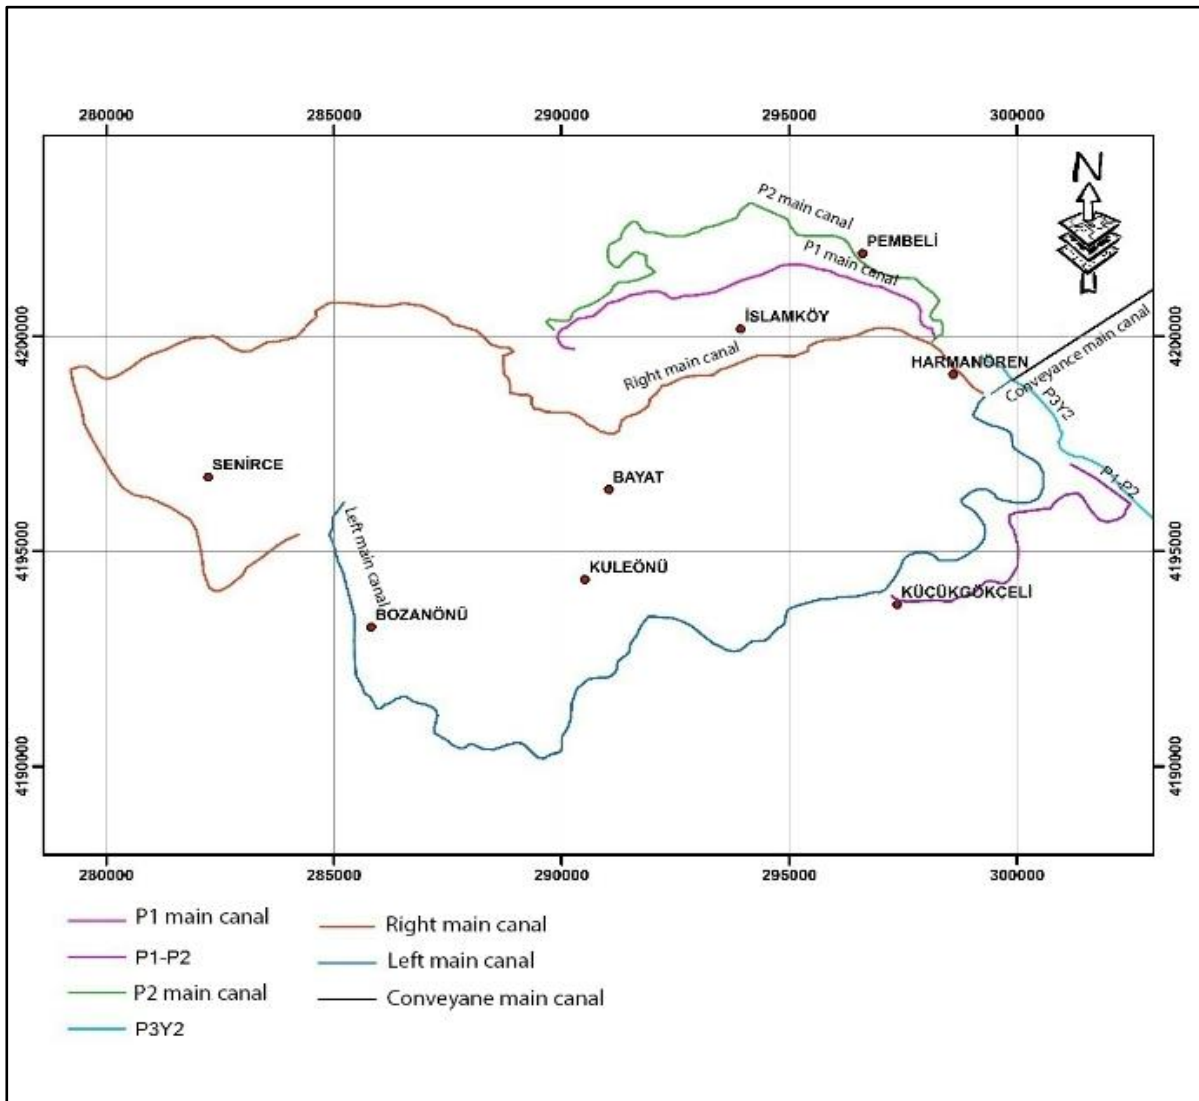 280000 285000 290000 295000 300000
N
P2 main canal
PEMBELİ
P1 main canal
4200000
İSLAMKÖY
4200000
Right main canal
HARMANÖREN
Conveyance main canal
P3Y2
SENİRCE
BAYAT
P1-P2
Left main canal
4195000
4195000
KULEÖNÜ
KÜÇÜKGÖKÇELİ
BOZANÖNÜ
4190000
4190000
280000 285000 290000 295000 300000
P1 main canal
Right main canal
P1-P2
Left main canal
P2 main canal
Conveyane main canal
P3Y2